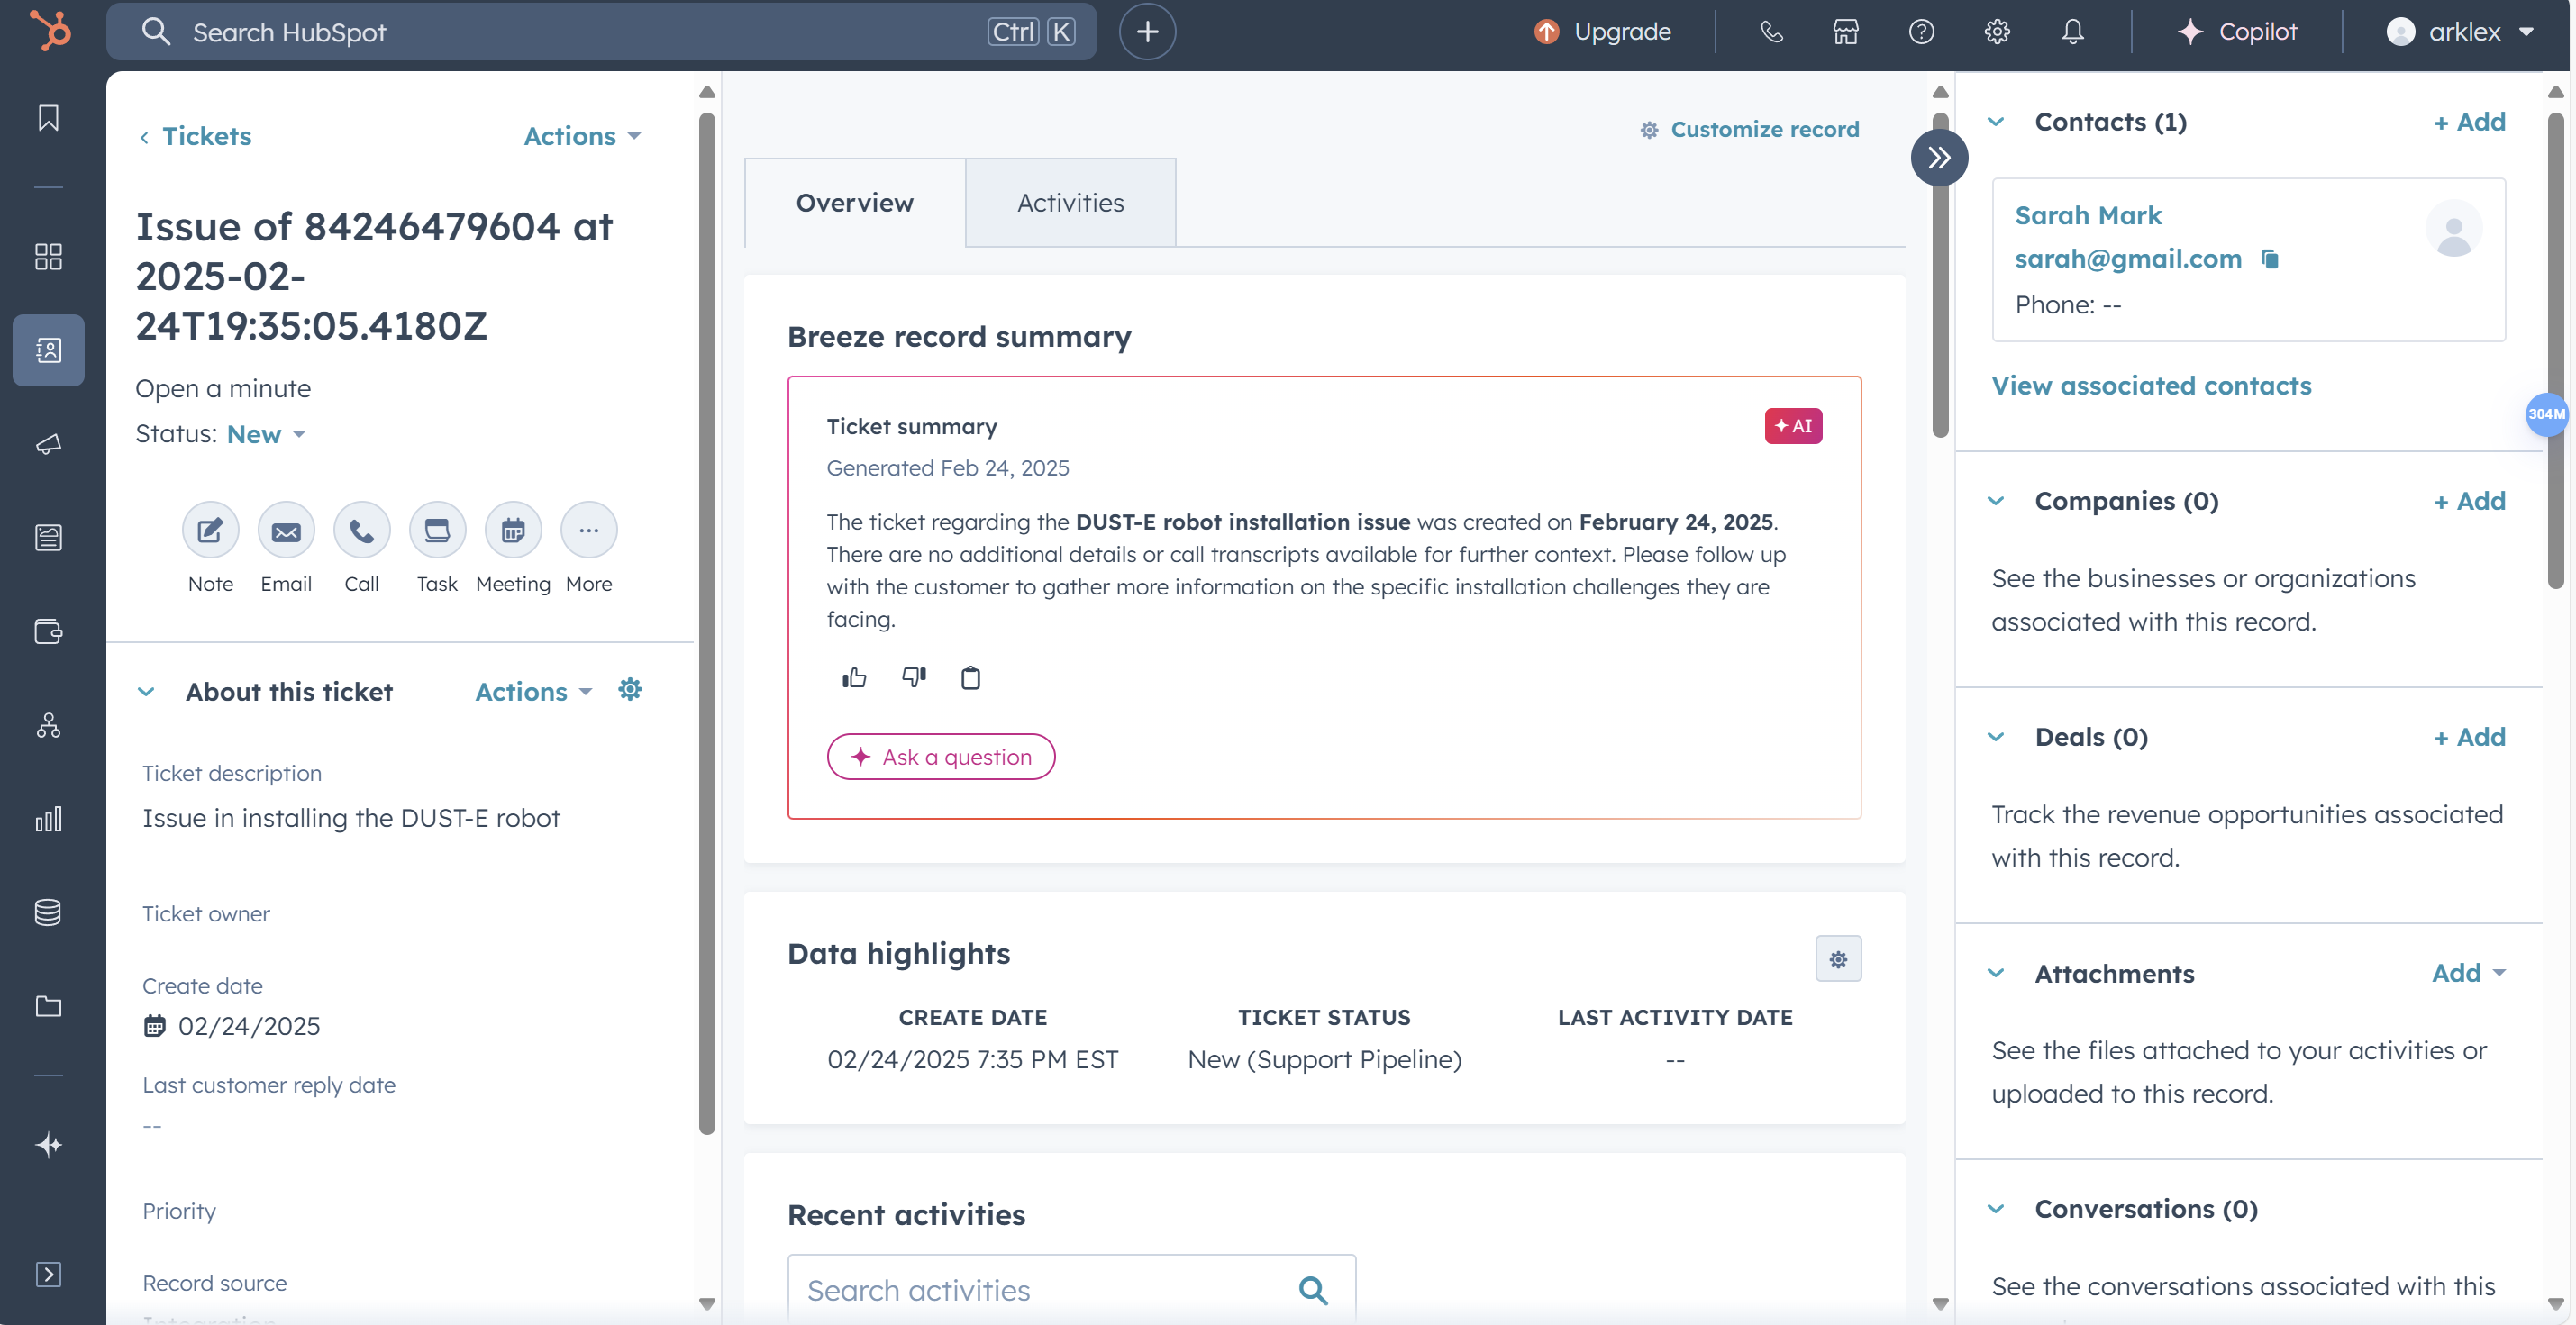 Search HubSpot
Ctrl K
Upgrade
Copilot
arklex
Tickets
Actions
Issue of 84246479604 at
2025-02-
24T19:35:05.4180Z
Open a minute
Status: New
Note Email Call Task Meeting More
About this ticket
Actions
Ticket description
Issue in installing the DUST-E robot
Ticket owner
Create date
02/24/2025
Last customer reply date
--
Priority
Record source
Integration
Customize record
Overview
Activities
Breeze record summary
Ticket summary
AI
Generated Feb 24, 2025
The ticket regarding the DUST-E robot installation issue was created on February 24, 2025.
There are no additional details or call transcripts available for further context. Please follow up
with the customer to gather more information on the specific installation challenges they are
facing.
Ask a question
Data highlights
CREATE DATE TICKET STATUS LAST ACTIVITY DATE
02/24/2025 7:35 PM EST New (Support Pipeline) --
Recent activities
Search activities
Contacts (1)
+ Add
Sarah Mark
sarah@gmail.com
Phone: --
View associated contacts
304M
Companies (0)
+ Add
See the businesses or organizations
associated with this record.
Deals (0)
+ Add
Track the revenue opportunities associated
with this record.
Attachments
Add
See the files attached to your activities or
uploaded to this record.
Conversations (0)
See the conversations associated with this